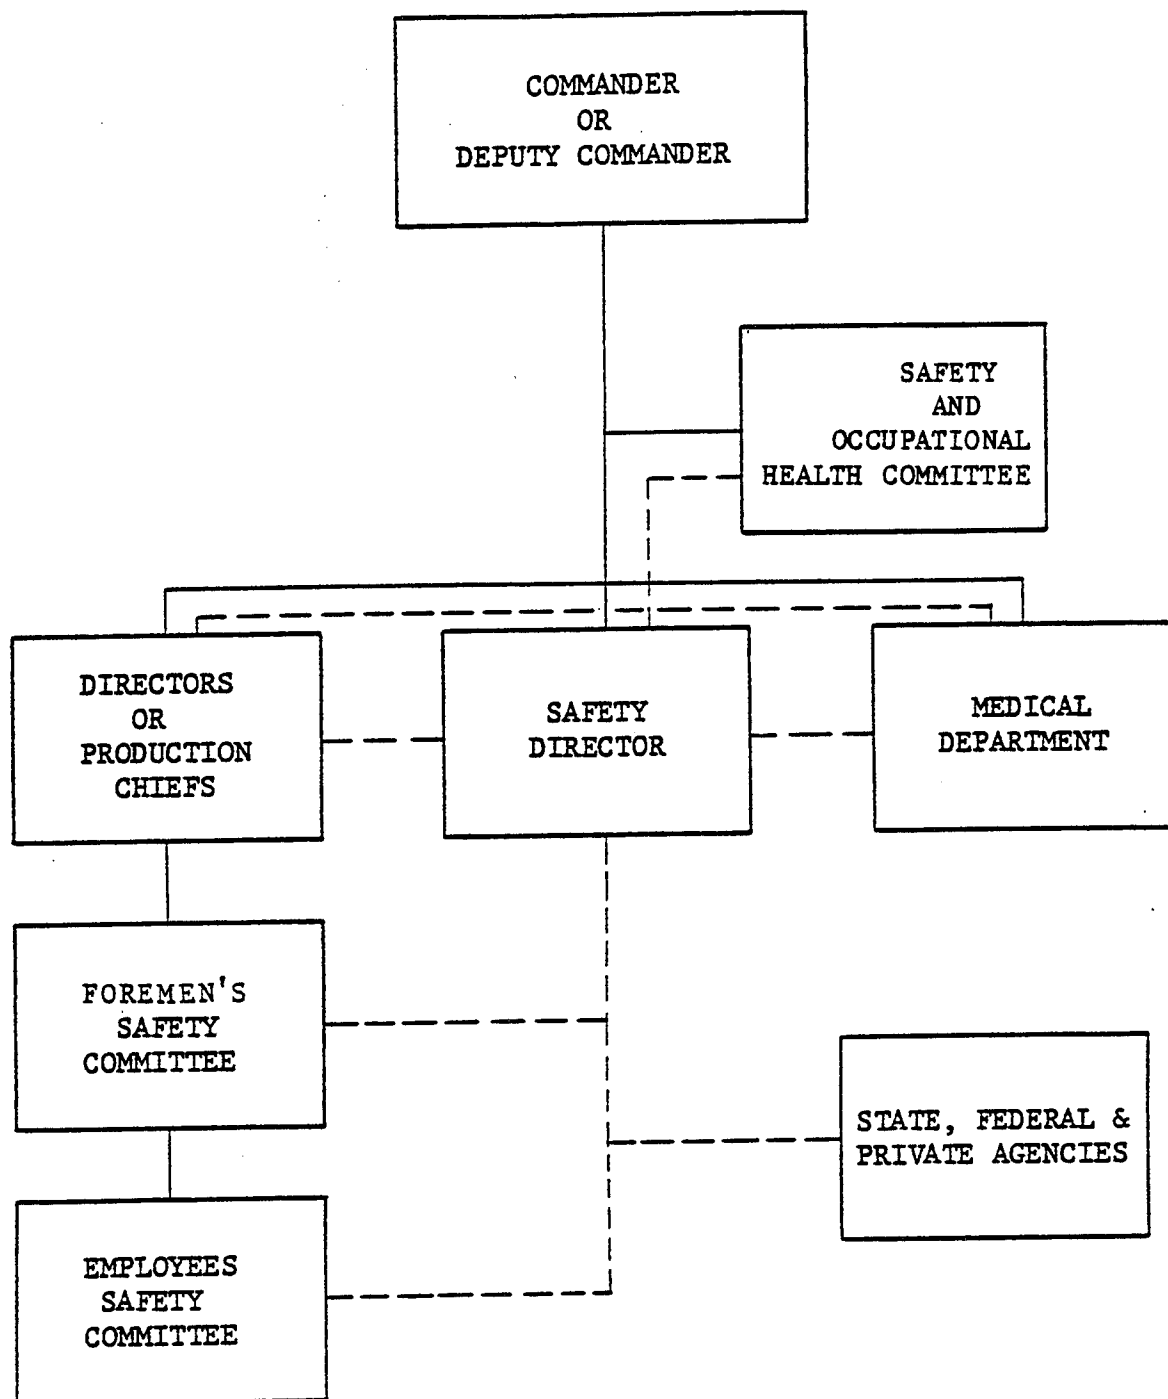 COMMANDER
OR
DEPUTY COMMANDER
SAFETY
AND
OCCUPATIONAL
HEALTH COMMITTEE
DIRECTORS
OR
PRODUCTION
CHIEFS
SAFETY
DIRECTOR
MEDICAL
DEPARTMENT
FOREMEN'S
SAFETY
COMMITTEE
STATE, FEDERAL &
PRIVATE AGENCIES
EMPLOYEES
SAFETY
COMMITTEE